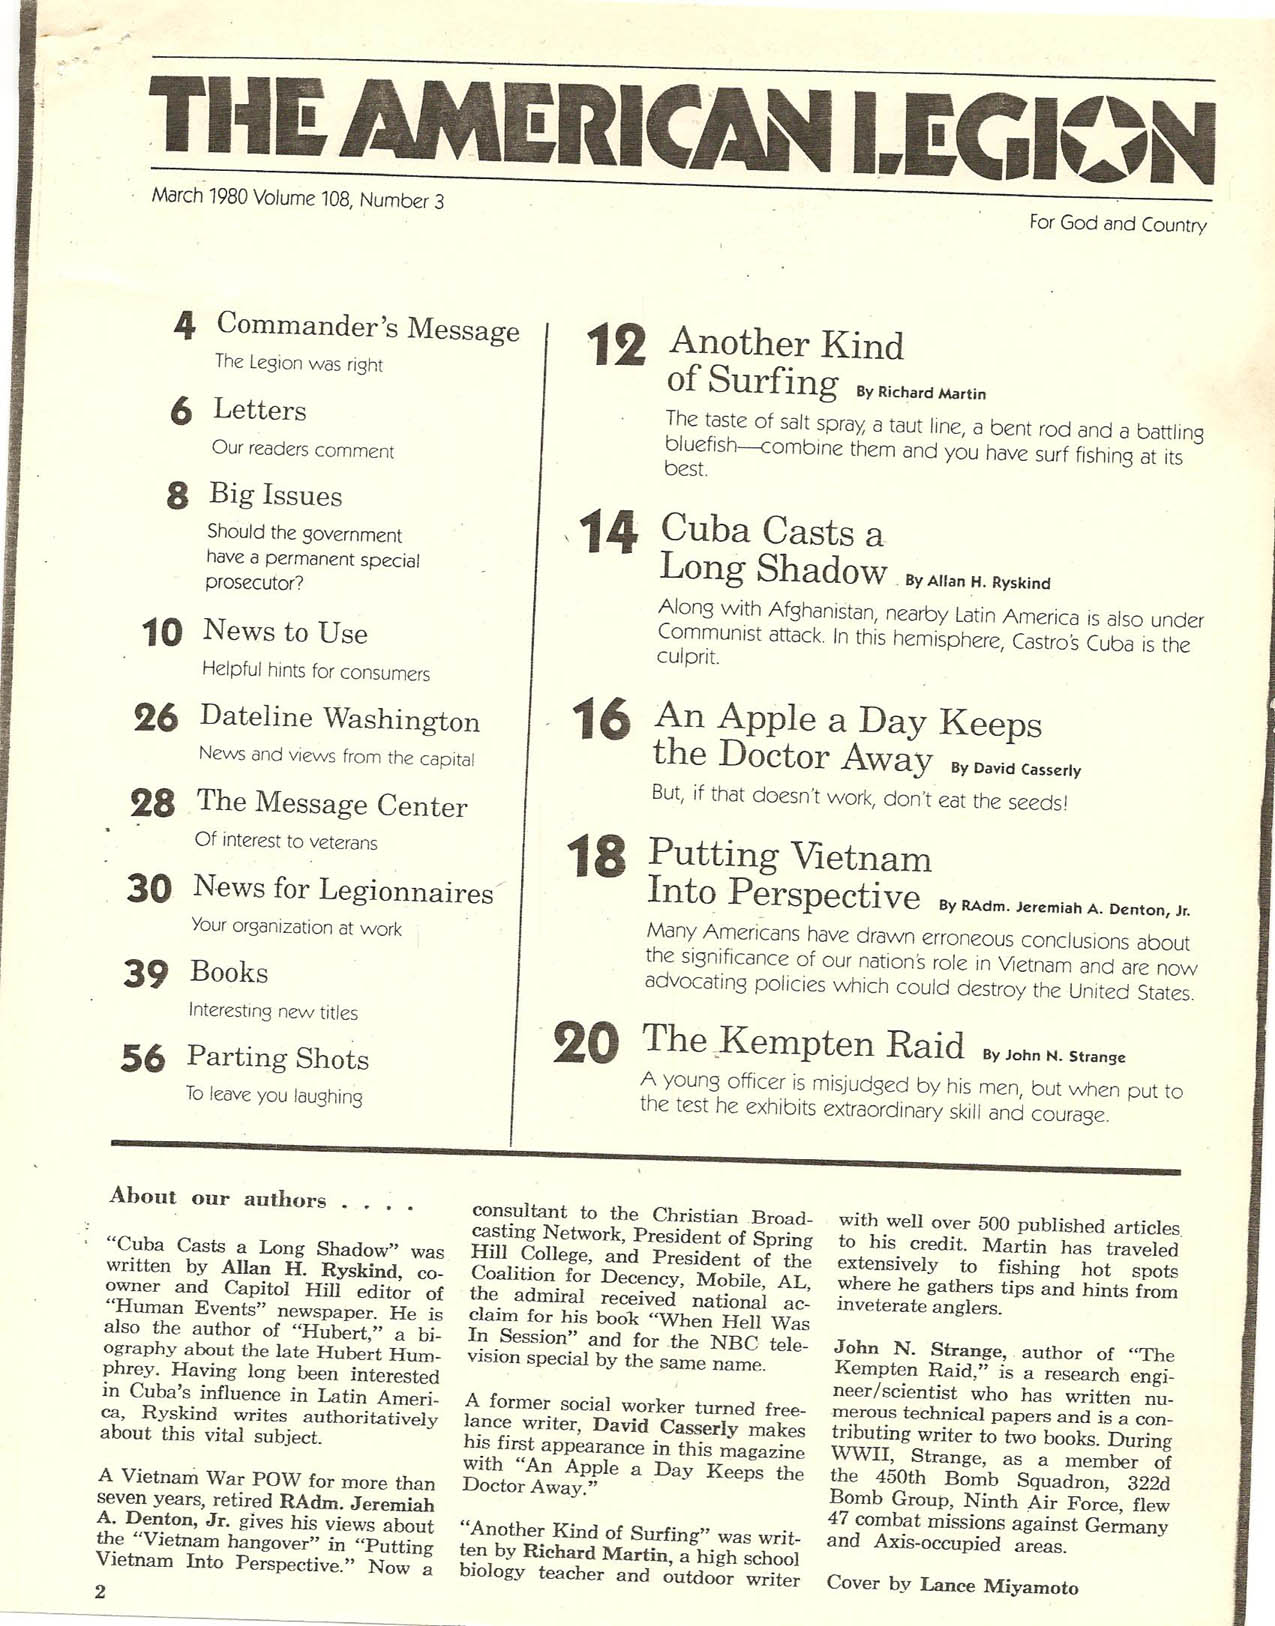 THE AMERICAN LEGION
March 1980 Volume 108, Number 3
For God and Country
4 Commander's Message
The Legion was right
6 Letters
Our readers comment
8 Big Issues
Should the government
have a permanent special
prosecutor?
10 News to Use
Helpful hints for consumers
26 Dateline Washington
News and views from the capital
28 The Message Center
Of interest to veterans
30 News for Legionnaires
Your organization at work
39 Books
Interesting new titles
56 Parting Shots
To leave you laughing
12 Another Kind
of Surfing By Richard Martin
The taste of salt spray, a taut line, a bent rod and a battling
bluefish—combine them and you have surf fishing at its
best.
14 Cuba Casts a
Long Shadow By Allan H. Ryskind
Along with Afghanistan, nearby Latin America is also under
Communist attack. In this hemisphere, Castro's Cuba is the
culprit.
16 An Apple a Day Keeps
the Doctor Away By David Casserly
But, if that doesn't work, don't eat the seeds!
18 Putting Vietnam
Into Perspective By RAdm. Jeremiah A. Denton, Jr.
Many Americans have drawn erroneous conclusions about
the significance of our nation's role in Vietnam and are now
advocating policies which could destroy the United States.
20 The Kempten Raid By John N. Strange
A young officer is misjudged by his men, but when put to
the test he exhibits extraordinary skill and courage.
About our authors . . . .
"Cuba Casts a Long Shadow" was
written by Allan H. Ryskind, co-
owner and Capitol Hill editor of
"Human Events" newspaper. He is
also the author of "Hubert," a bi-
ography about the late Hubert Hum-
phrey. Having long been interested
in Cuba's influence in Latin Ameri-
ca, Ryskind writes authoritatively
about this vital subject.
A Vietnam War POW for more than
seven years, retired RAdm. Jeremiah
A. Denton, Jr. gives his views about
the "Vietnam hangover" in "Putting
Vietnam Into Perspective." Now a
2
consultant to the Christian Broad-
casting Network, President of Spring
Hill College, and President of the
Coalition for Decency, Mobile, AL,
the admiral received national ac-
claim for his book "When Hell Was
In Session" and for the NBC tele-
vision special by the same name.
A former social worker turned free-
lance writer, David Casserly makes
his first appearance in this magazine
with "An Apple a Day Keeps the
Doctor Away."
"Another Kind of Surfing" was writ-
ten by Richard Martin, a high school
biology teacher and outdoor writer
with well over 500 published articles
to his credit. Martin has traveled
extensively to fishing hot spots
where he gathers tips and hints from
inveterate anglers.
John N. Strange, author of "The
Kempten Raid," is a research engi-
neer/scientist who has written nu-
merous technical papers and is a con-
tributing writer to two books. During
WWII, Strange, as a member of
the 450th Bomb Squadron, 322d
Bomb Group, Ninth Air Force, flew
47 combat missions against Germany
and Axis-occupied areas.
Cover by Lance Miyamoto